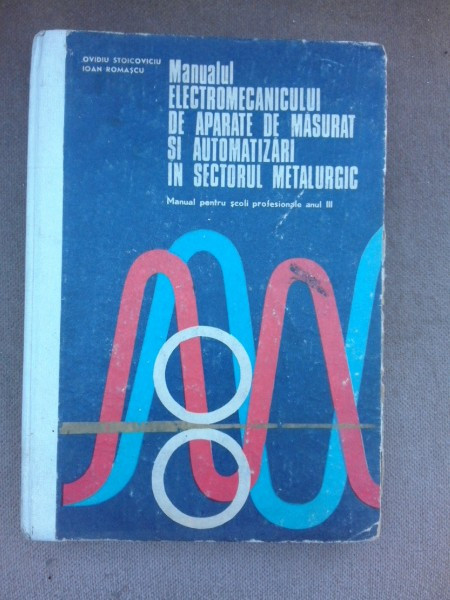 OVIDIU STOICOVICIU
IOAN ROMAȘCU
Manualul
ELECTROMECANICULUI
DE APARATE DE MASURAT
SI AUTOMATIZARI
IN SECTORUL METALURGIC
Manual pentru școli profesionale anul III